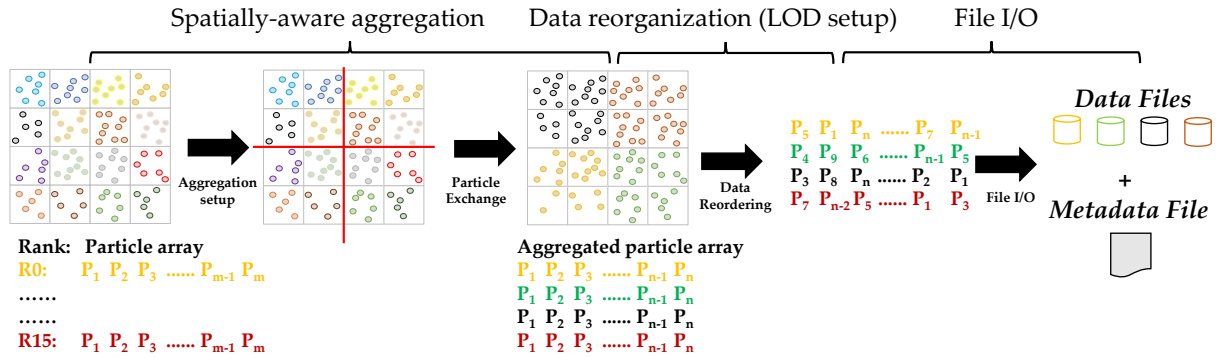 Spatially-aware aggregation
Data reorganization (LOD setup)
File I/O
Aggregation
setup
Particle
Exchange
Data
Reordering
P5 P1 Pn ...... P7 Pn-1
P4 P9 P6 ...... Pn-1 P5
P3 P8 Pn ...... P2 P1
P7 Pn-2 P5 ...... P1 P3
File I/O
Data Files
+
Metadata File
Rank: Particle array
R0: P1 P2 P3 ...... Pm-1 Pm
......
......
R15: P1 P2 P3 ...... Pm-1 Pm
Aggregated particle array
P1 P2 P3 ...... Pn-1 Pn
P1 P2 P3 ...... Pn-1 Pn
P1 P2 P3 ...... Pn-1 Pn
P1 P2 P3 ...... Pn-1 Pn